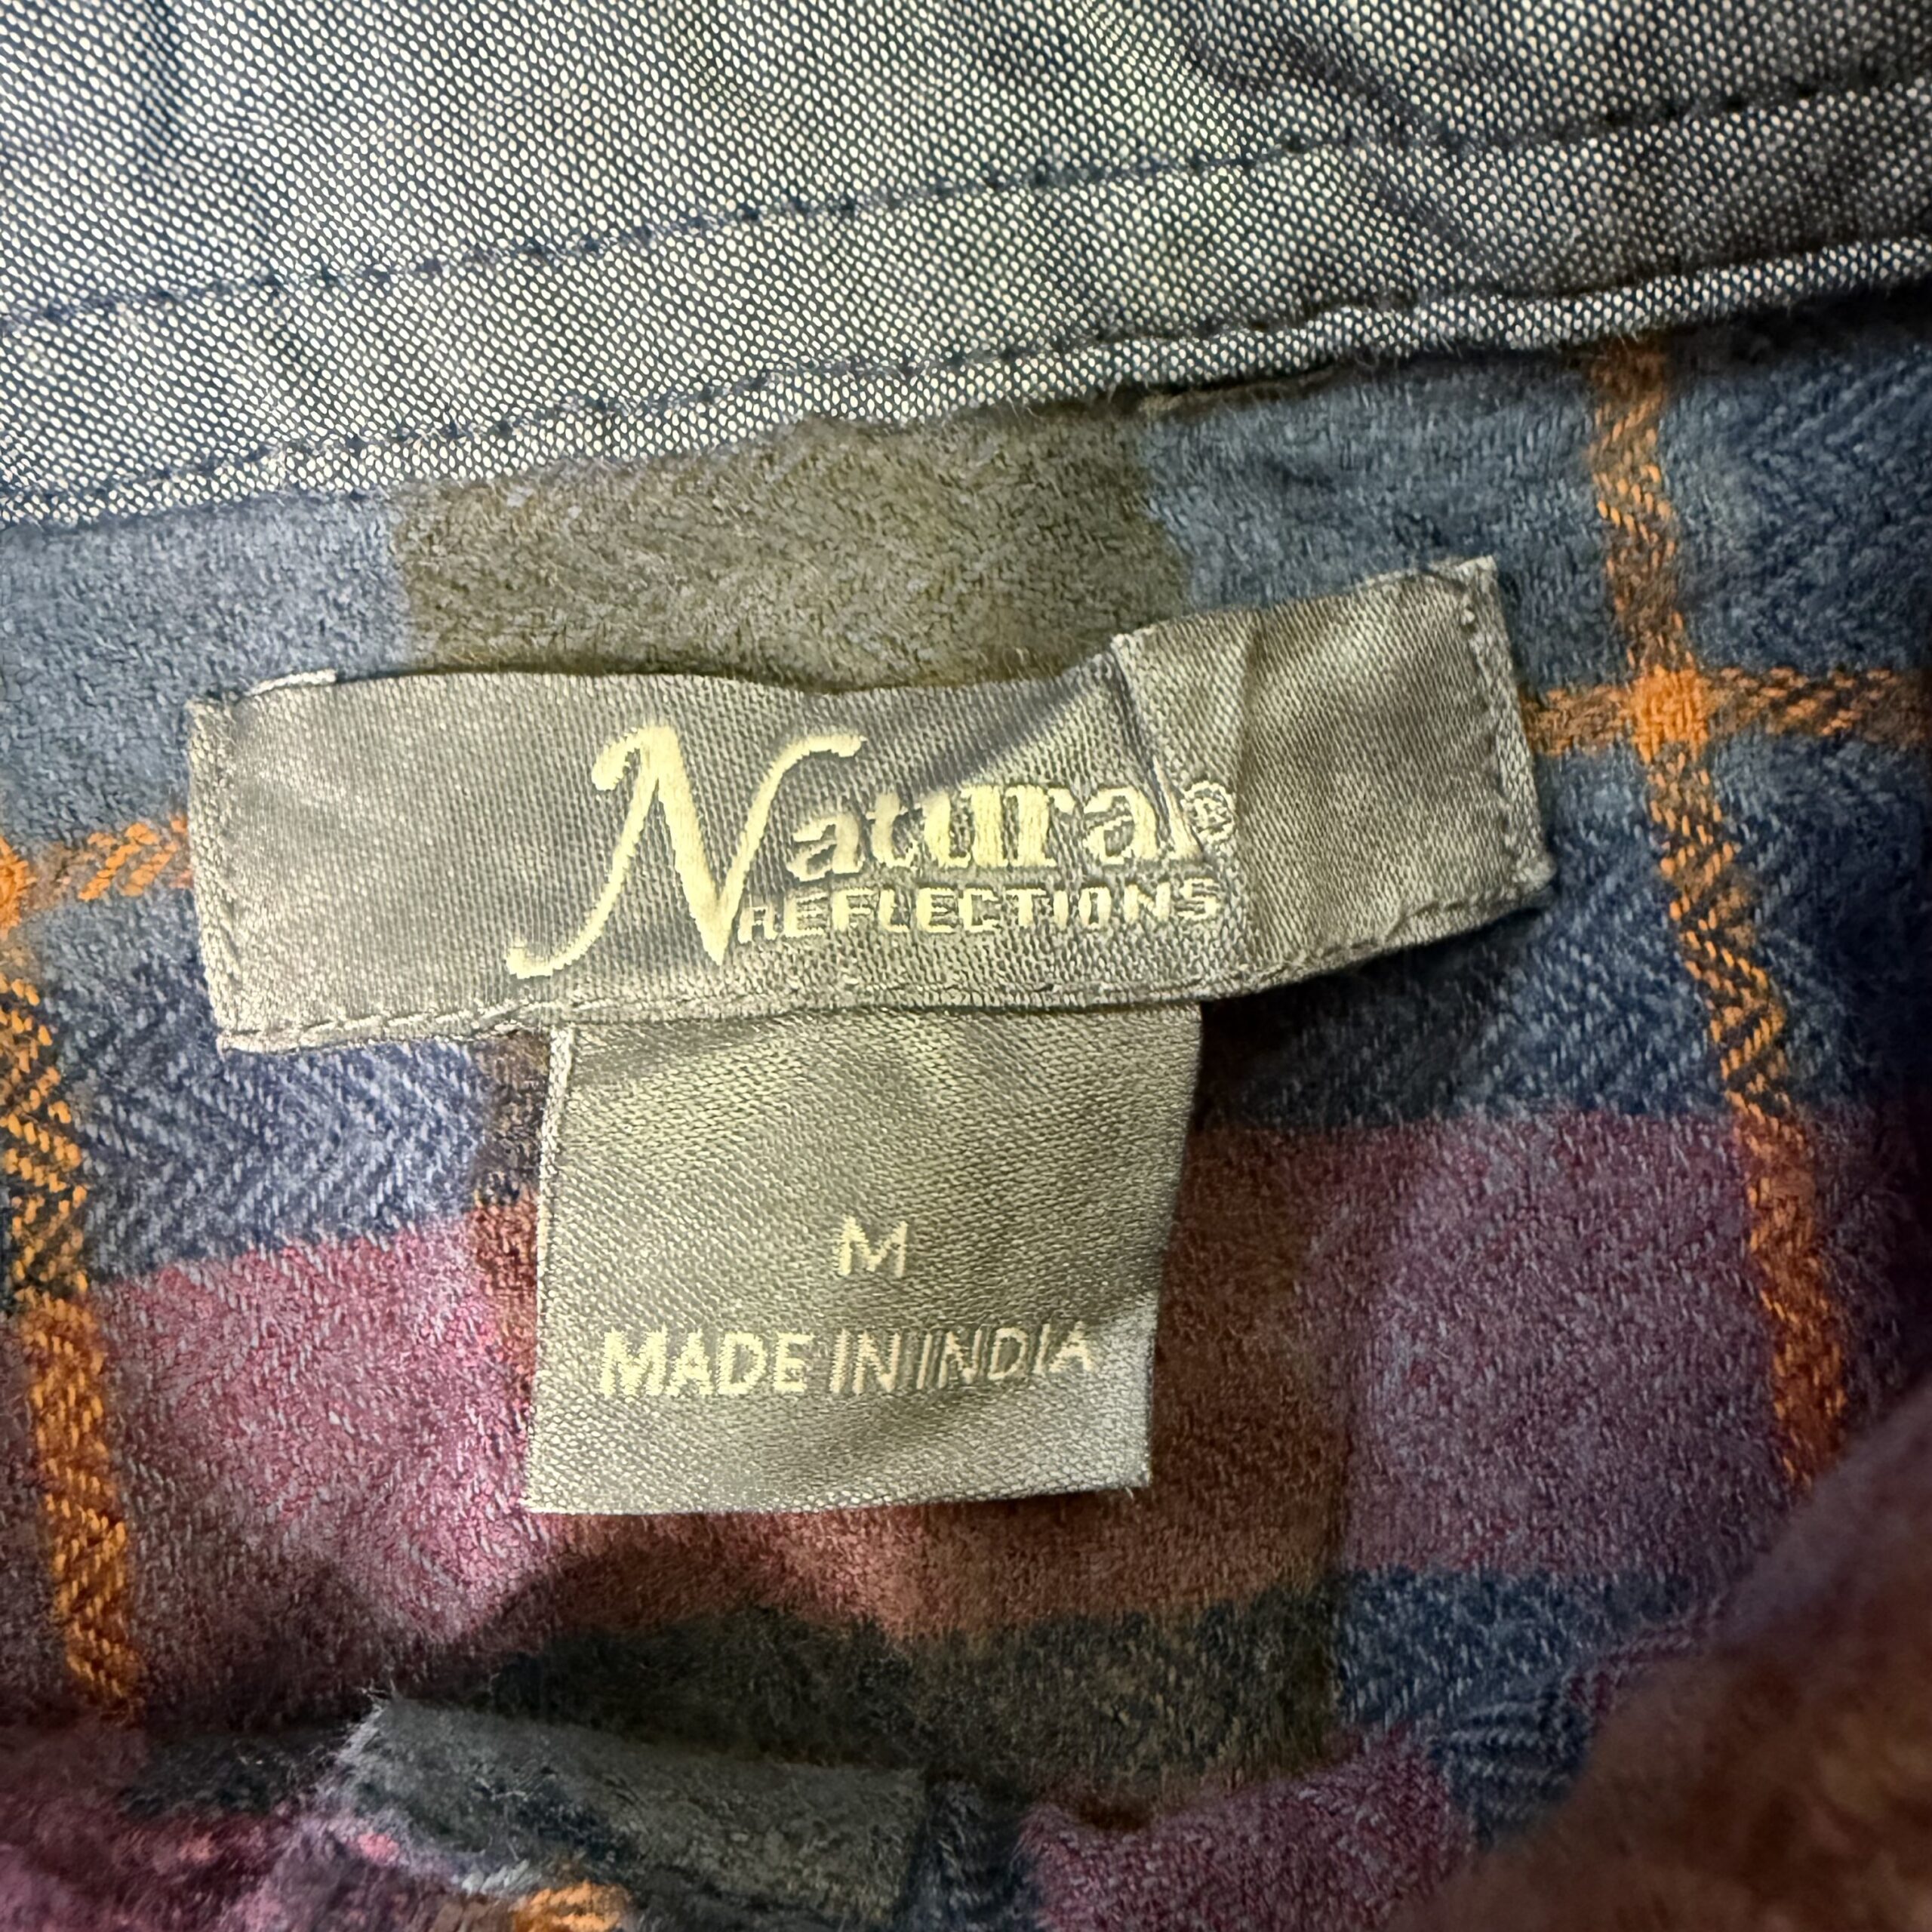 Natural®
REFLECTIONS
M
MADE IN INDIA